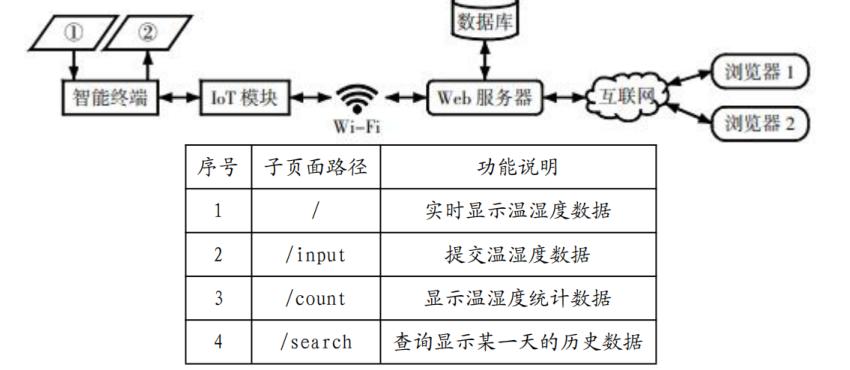 ① ②
数据库
智能终端 IoT 模块 Wi-Fi Web 服务器 互联网 浏览器 1
浏览器 2
序号 子页面路径 功能说明
1 / 实时显示温湿度数据
2 /input 提交温湿度数据
3 /count 显示温湿度统计数据
4 /search 查询显示某一天的历史数据